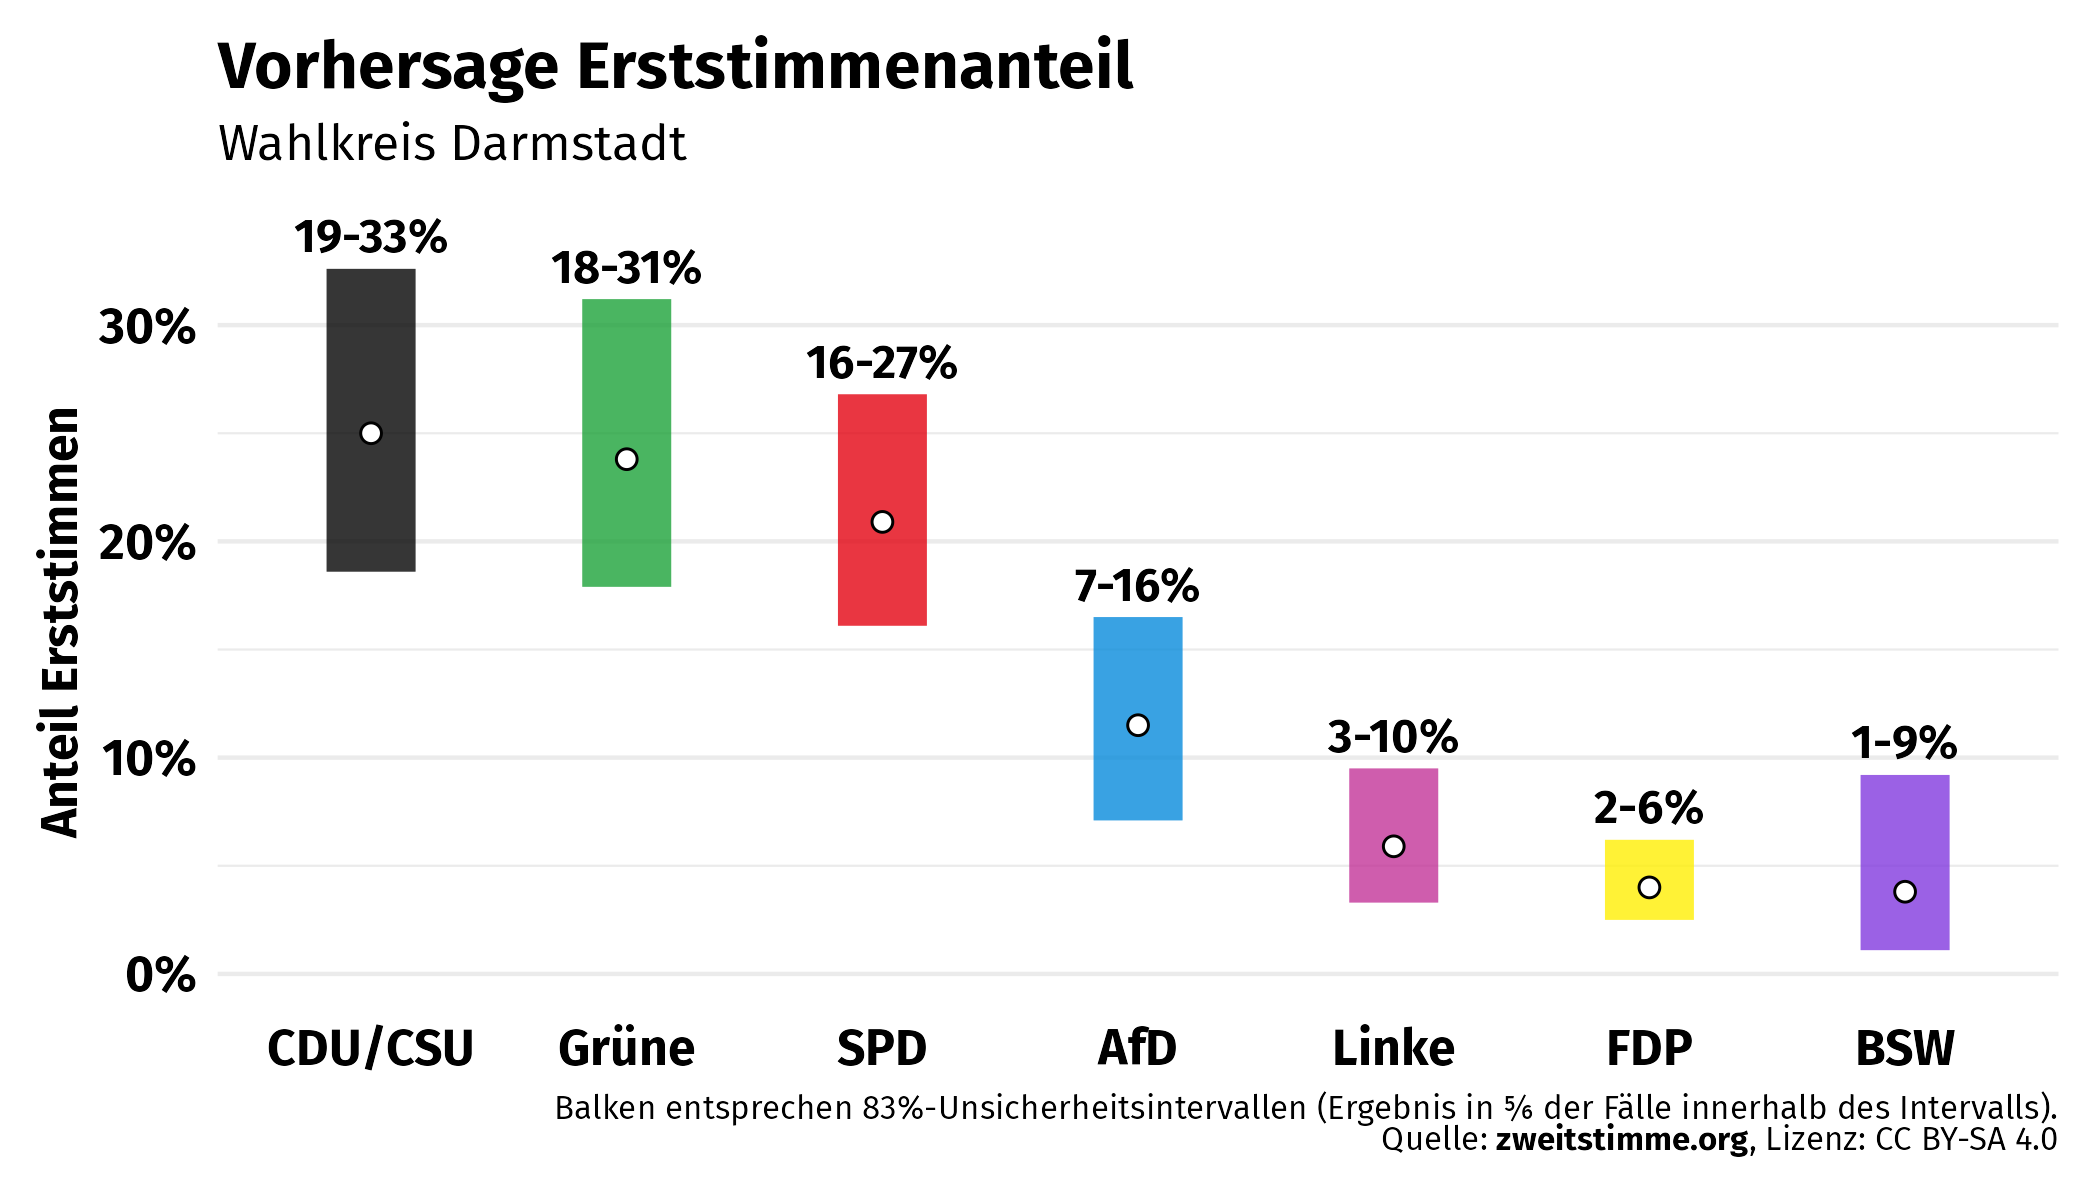 Vorhersage Erststimmenanteil
Wahlkreis Darmstadt
19-33%
18-31%
16-27%
7-16%
3-10%
2-6%
1-9%
Anteil Erststimmen
30%
20%
10%
0%
CDU/CSU Grüne SPD AfD Linke FDP BSW
Balken entsprechen 83%-Unsicherheitsintervallen (Ergebnis in ⅚ der Fälle innerhalb des Intervalls).
Quelle: zweitstimme.org, Lizenz: CC BY-SA 4.0